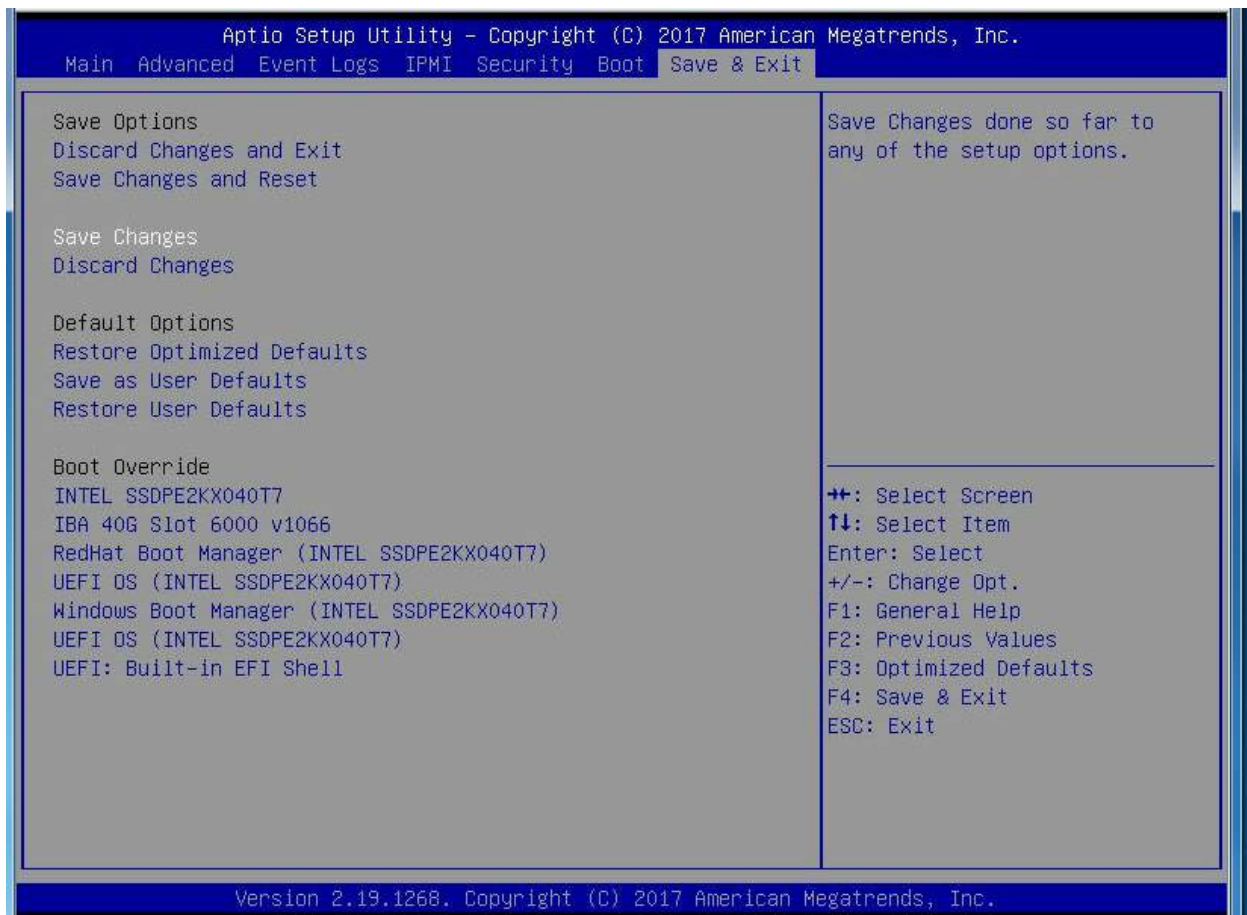 Aptio Setup Utility – Copyright (C) 2017 American Megatrends, Inc.
Main Advanced Event Logs IPMI Security Boot Save & Exit
Save Options
Discard Changes and Exit
Save Changes and Reset
Save Changes
Discard Changes
Default Options
Restore Optimized Defaults
Save as User Defaults
Restore User Defaults
Boot Override
INTEL SSDPE2KX040T7
IBA 40G Slot 6000 v1066
RedHat Boot Manager (INTEL SSDPE2KX040T7)
UEFI OS (INTEL SSDPE2KX040T7)
Windows Boot Manager (INTEL SSDPE2KX040T7)
UEFI OS (INTEL SSDPE2KX040T7)
UEFI: Built-in EFI Shell
Save Changes done so far to
any of the setup options.
→←: Select Screen
↑↓: Select Item
Enter: Select
+/-: Change Opt.
F1: General Help
F2: Previous Values
F3: Optimized Defaults
F4: Save & Exit
ESC: Exit
Version 2.19.1268. Copyright (C) 2017 American Megatrends, Inc.